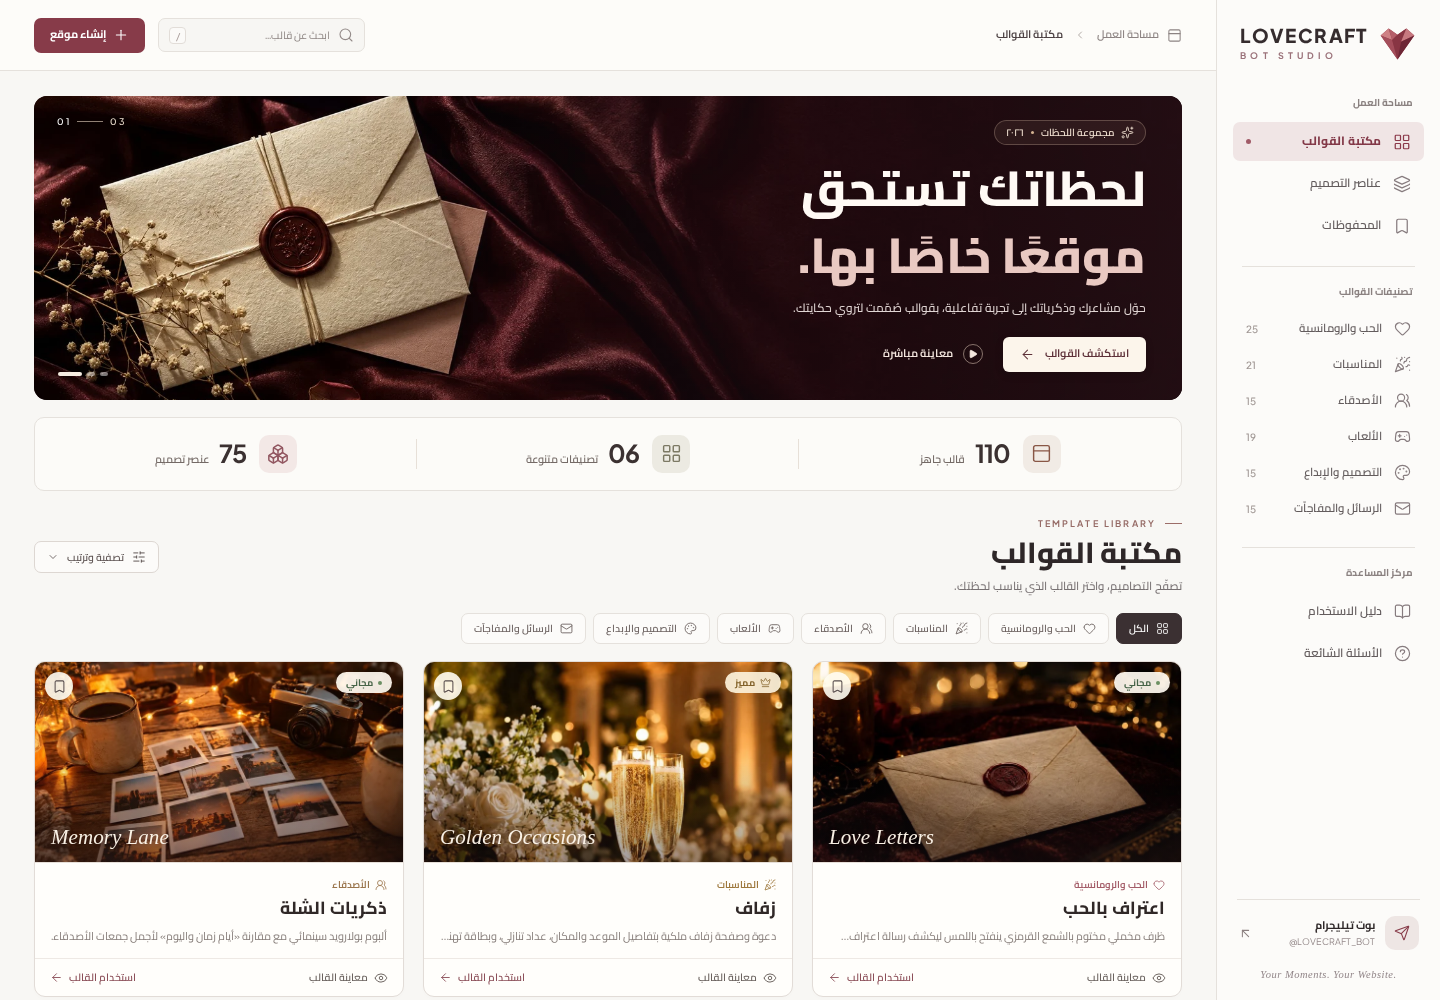 LOVECRAFT
BOT STUDIO
مساحة العمل
مكتبة القوالب
عناصر التصميم
المحفوظات
تصنيفات القوالب
الحب والرومانسية 25
المناسبات 21
الأصدقاء 15
الألعاب 19
التصميم والإبداع 15
الرسائل والمفاجآت 15
مركز المساعدة
دليل الاستخدام
الأسئلة الشائعة
بوت تيليجرام
@LOVECRAFT_BOT
Your Moments. Your Website.
مساحة العمل
مكتبة القوالب
ابحث عن قالب...
/
إنشاء موقع
01 03
مجموعة اللحظات • ٢٠٢٦
لحظاتك تستحق
موقعًا خاصًا بها.
حوّل مشاعرك وذكرياتك إلى تجربة تفاعلية، بقوالب صُمّمت لتروي حكايتك.
استكشف القوالب
معاينة مباشرة
110 قالب جاهز
06 تصنيفات متنوعة
75 عنصر تصميم
TEMPLATE LIBRARY
مكتبة القوالب
تصفّح التصاميم، واختر القالب الذي يناسب لحظتك.
تصفية وترتيب
الكل
الحب والرومانسية
المناسبات
الأصدقاء
الألعاب
التصميم والإبداع
الرسائل والمفاجآت
مجاني
Love Letters
الحب والرومانسية
اعتراف بالحب
ظرف مخملي مختوم بالشمع القرمزي ينفتح باللمس ليكشف رسالة اعتراف...
معاينة القالب
استخدام القالب
مميز
Golden Occasions
المناسبات
زفاف
دعوة وصفحة زفاف ملكية بتفاصيل الموعد والمكان، عداد تنازلي، وبطاقة تهنـ...
معاينة القالب
استخدام القالب
مجاني
Memory Lane
الأصدقاء
ذكريات الشلة
ألبوم بولارويد سينمائي مع مقارنة «أيام زمان واليوم» لأجمل جمعات الأصدقاء.
معاينة القالب
استخدام القالب